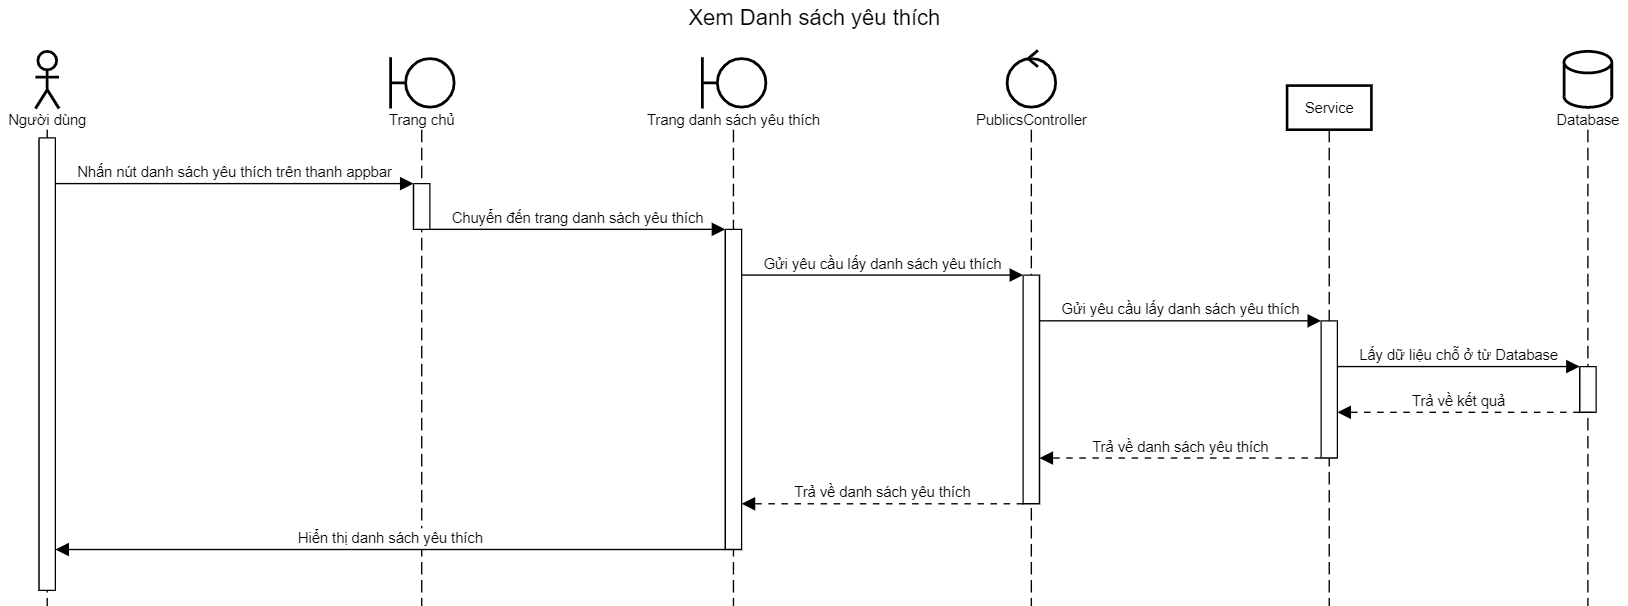 Xem Danh sách yêu thích
Người dùng
Trang chủ
Trang danh sách yêu thích
PublicsController
Service
Database
Nhấn nút danh sách yêu thích trên thanh appbar
Chuyển đến trang danh sách yêu thích
Gửi yêu cầu lấy danh sách yêu thích
Gửi yêu cầu lấy danh sách yêu thích
Lấy dữ liệu chỗ ở từ Database
Trả về kết quả
Trả về danh sách yêu thích
Trả về danh sách yêu thích
Hiển thị danh sách yêu thích